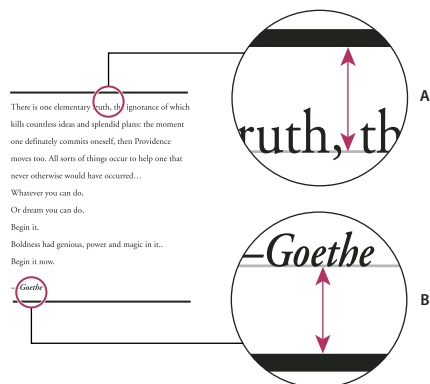 There is one elementary truth, the ignorance of which
kills countless ideas and splendid plans: the moment
one definately commits oneself, then Providence
moves too. All sorts of things occur to help one that
never otherwise would have occurred…
Whatever you can do,
Or dream you can do,
Begin it.
Boldness had genious, power and magic in it..
Begin it now.
–Goethe
ruth, th
A
–Goethe
B